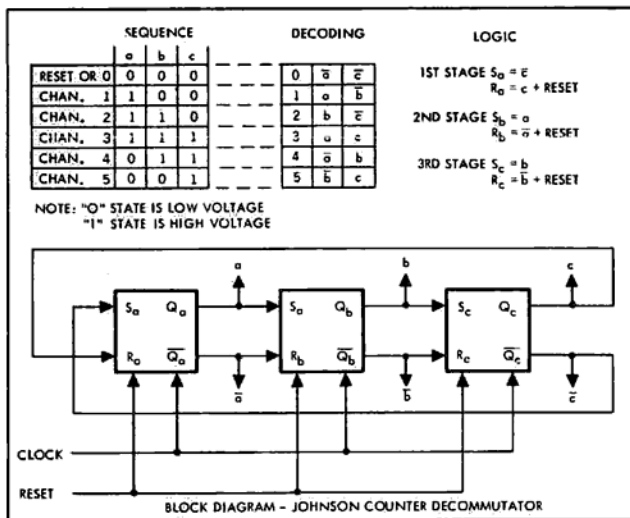 SEQUENCE DECODING LOGIC
a b c
RESET OR 0 0 0 0 0 a̅ c̅
CHAN. 1 1 0 0 1 a b̅
CHAN. 2 1 1 0 2 b c̅
CHAN. 3 1 1 1 3 a c
CHAN. 4 0 1 1 4 a̅ b
CHAN. 5 0 0 1 5 b̅ c
1ST STAGE Sa = c̅
Ra = c + RESET
2ND STAGE Sb = a
Rb = a̅ + RESET
3RD STAGE Sc = b
Rc = b̅ + RESET
NOTE: "0" STATE IS LOW VOLTAGE
"1" STATE IS HIGH VOLTAGE
a b c
Sa Qa Sa Qb Sc Qc
Ra Q̅a Rb Q̅b Rc Q̅c
a̅ b̅ c̅
CLOCK
RESET
BLOCK DIAGRAM - JOHNSON COUNTER DECOMMUTATOR